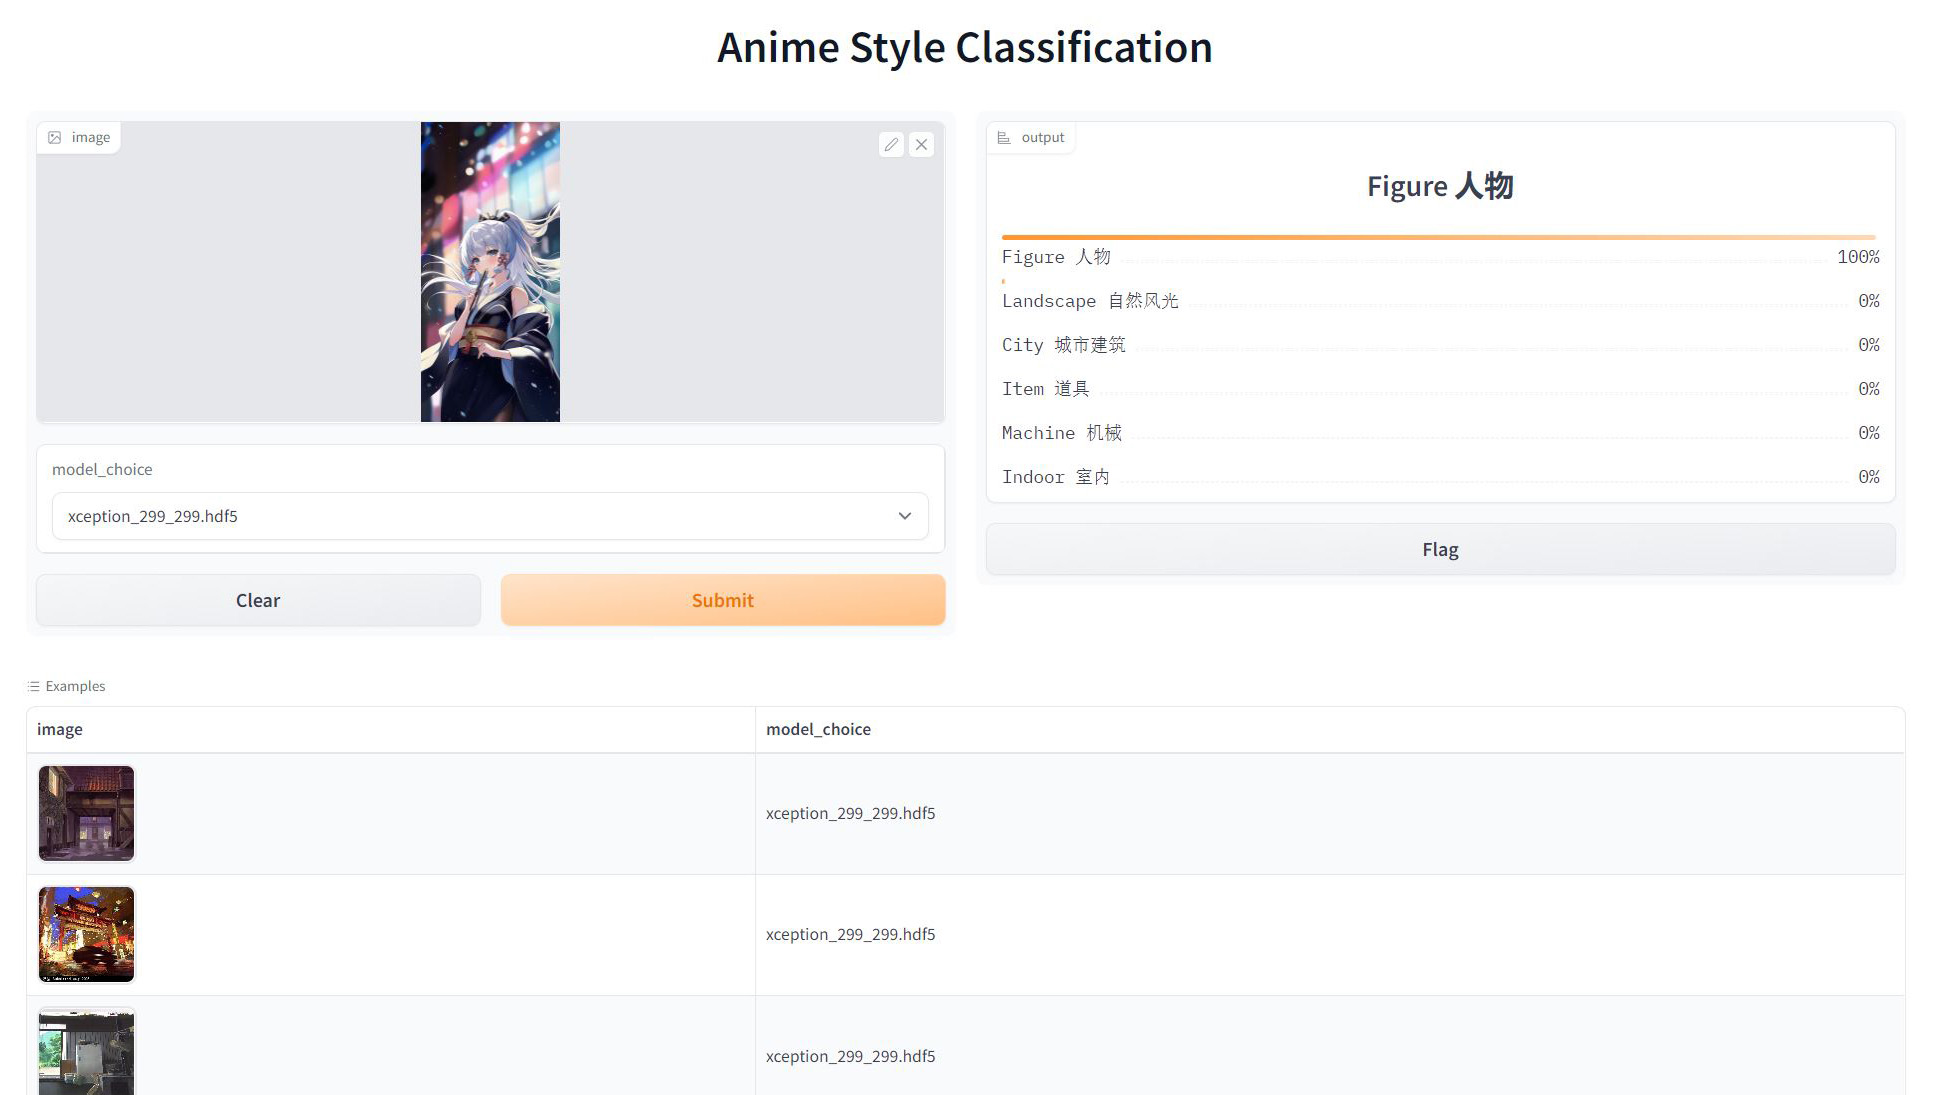 Anime Style Classification
image
output
Figure 人物
Figure 人物 100%
Landscape 自然风光 0%
City 城市建筑 0%
Item 道具 0%
Machine 机械 0%
Indoor 室内 0%
model_choice
xception_299_299.hdf5
Flag
Clear
Submit
Examples
image
model_choice
xception_299_299.hdf5
xception_299_299.hdf5
xception_299_299.hdf5